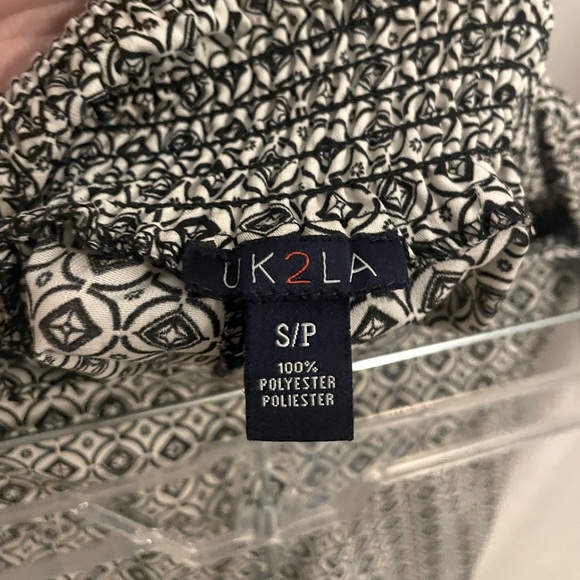 UK2LA
S/P
100%
POLYESTER
POLIESTER